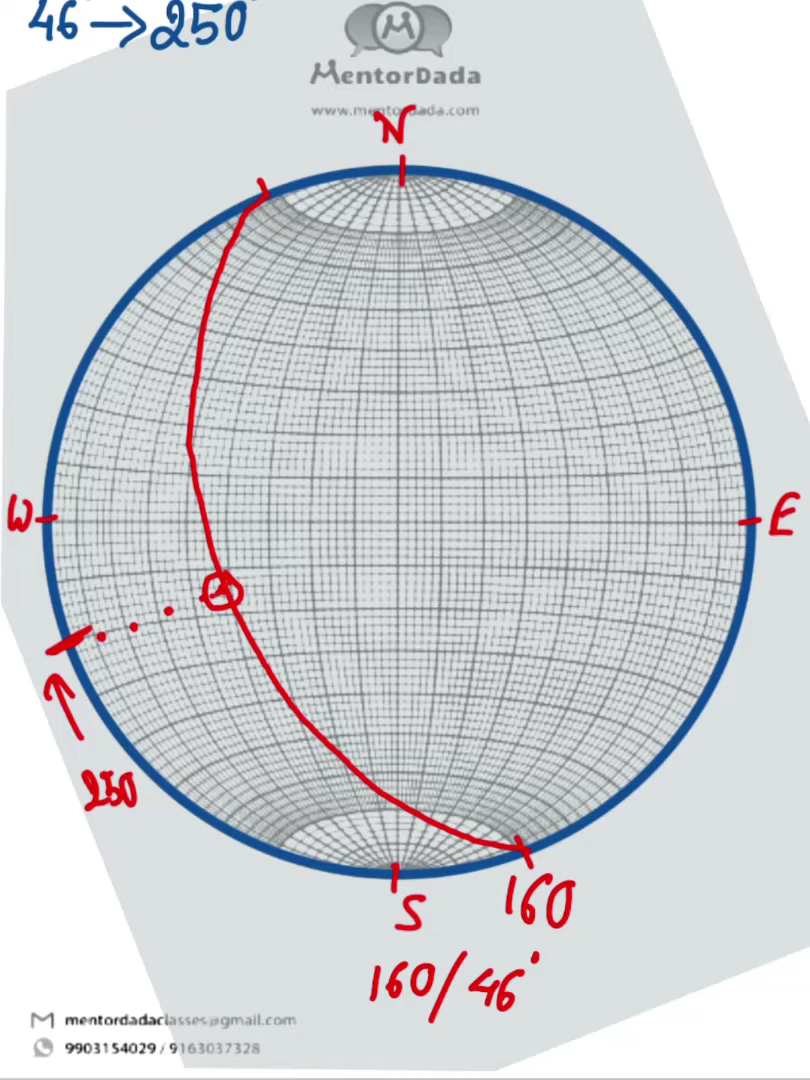 46° → 250°
M
MENTORDADA
www.mentordada.com
N
W
E
250
S
160
160/46°
mentordadaclasses@gmail.com
9903154029 / 9163037328